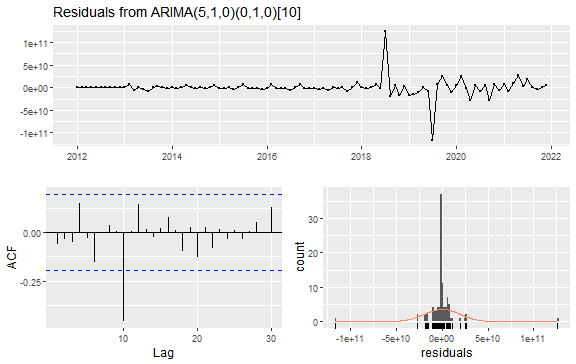 Residuals from ARIMA(5,1,0)(0,1,0)[10]
1e+11
5e+10
0e+00
-5e+10
-1e+11
2012 2014 2016 2018 2020 2022
ACF
0.00
-0.25
10 20 30
Lag
count
30
20
10
0
-1e+11 -5e+10 0e+00 5e+10 1e+11
residuals